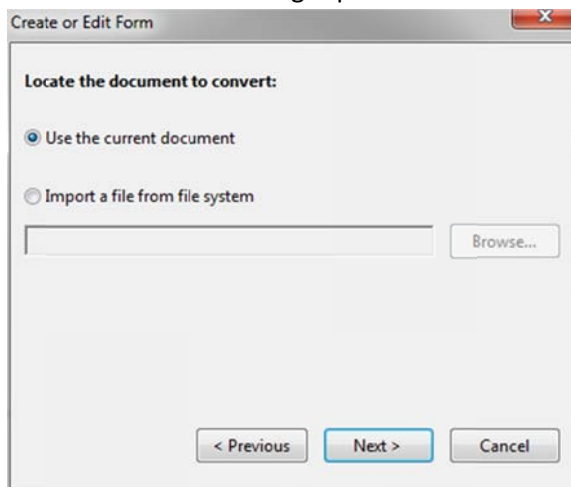 Create or Edit Form
Locate the document to convert:
Use the current document
Import a file from file system
Browse...
< Previous
Next >
Cancel